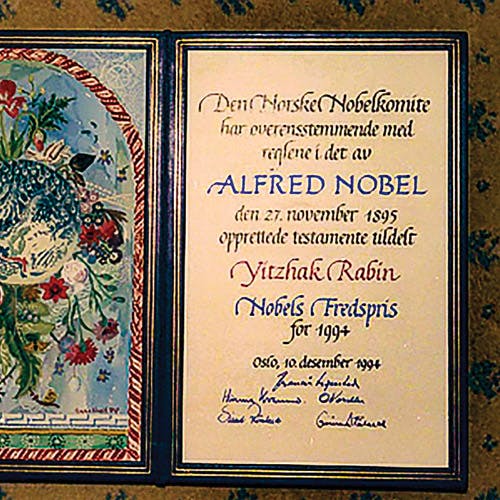 Den Norske Nobelkomite
har overensstemmende med
reglene i det av
ALFRED NOBEL
den 27. november 1895
opprettede testamente tildelt
Yitzhak Rabin
Nobels Fredspris
for 1994
Oslo, 10. desember 1994